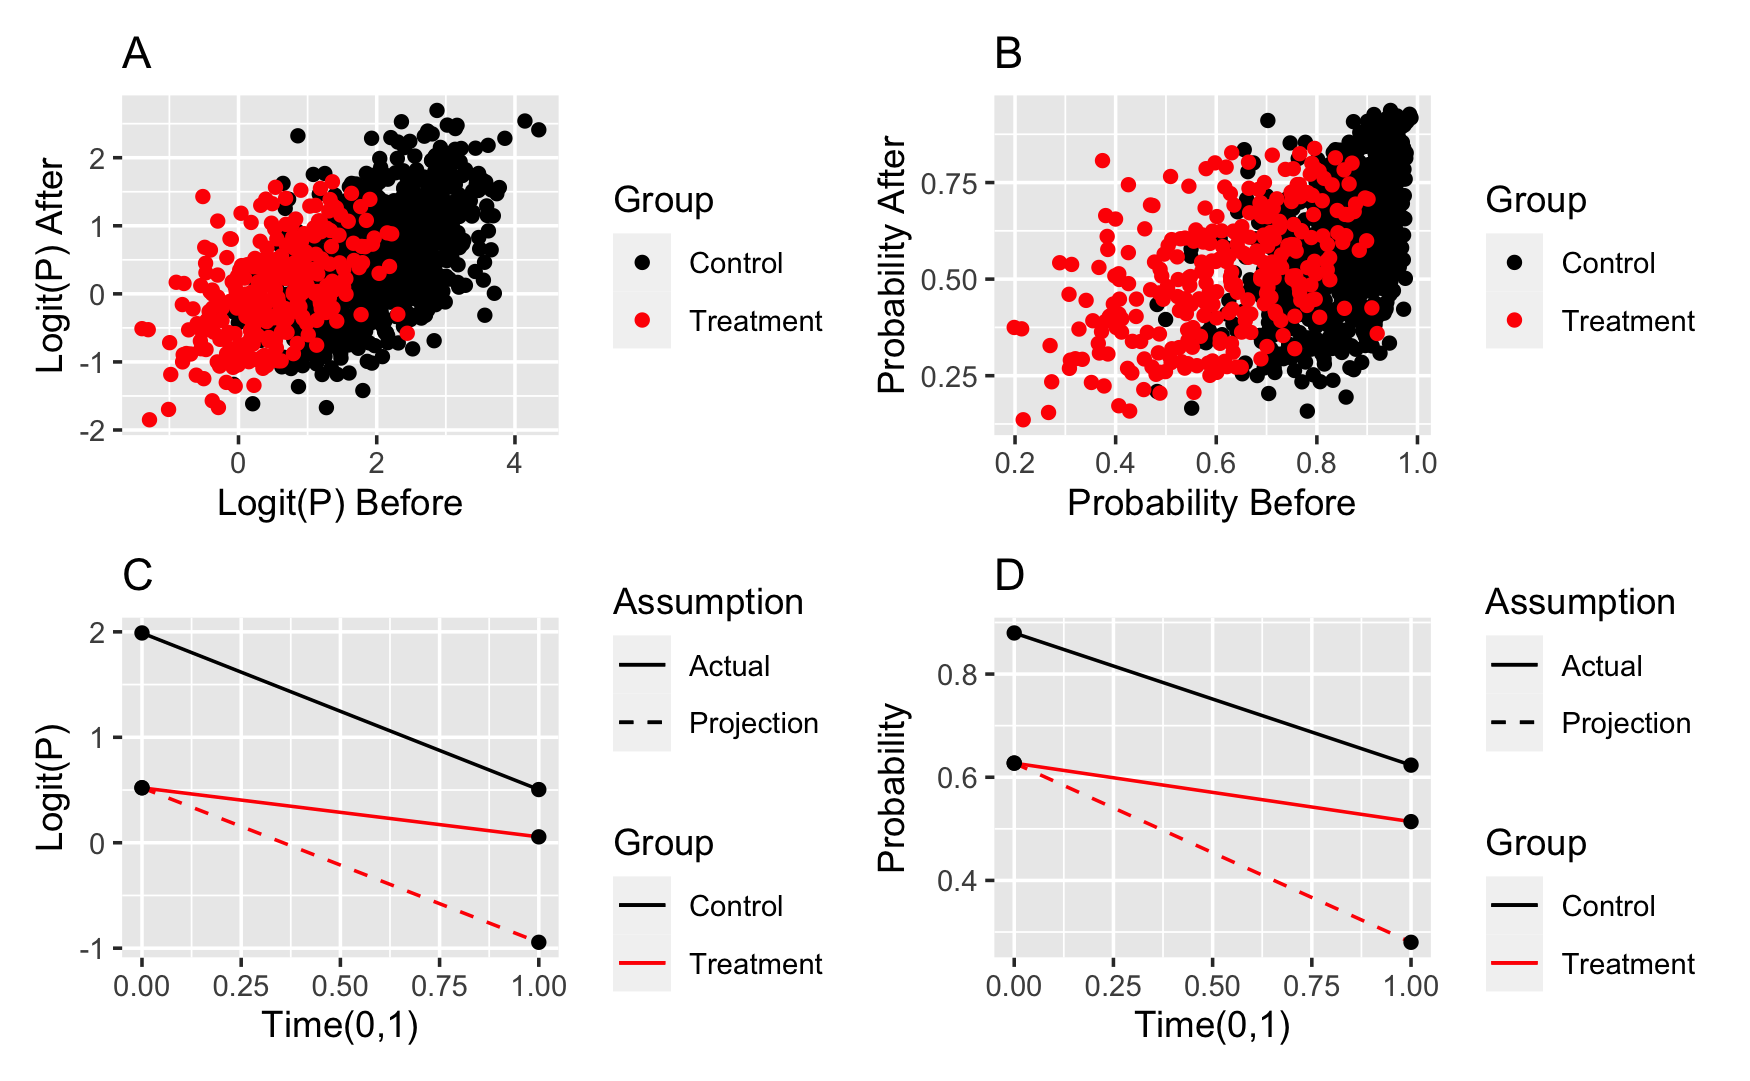 A
Logit(P) After
2
1
0
-1
-2
0 2 4
Logit(P) Before
Group
Control
Treatment
B
Probability After
0.75
0.50
0.25
0.2 0.4 0.6 0.8 1.0
Probability Before
Group
Control
Treatment
C
Logit(P)
2
1
0
-1
0.00 0.25 0.50 0.75 1.00
Time(0,1)
Assumption
Actual
Projection
Group
Control
Treatment
D
Probability
0.8
0.6
0.4
0.00 0.25 0.50 0.75 1.00
Time(0,1)
Assumption
Actual
Projection
Group
Control
Treatment